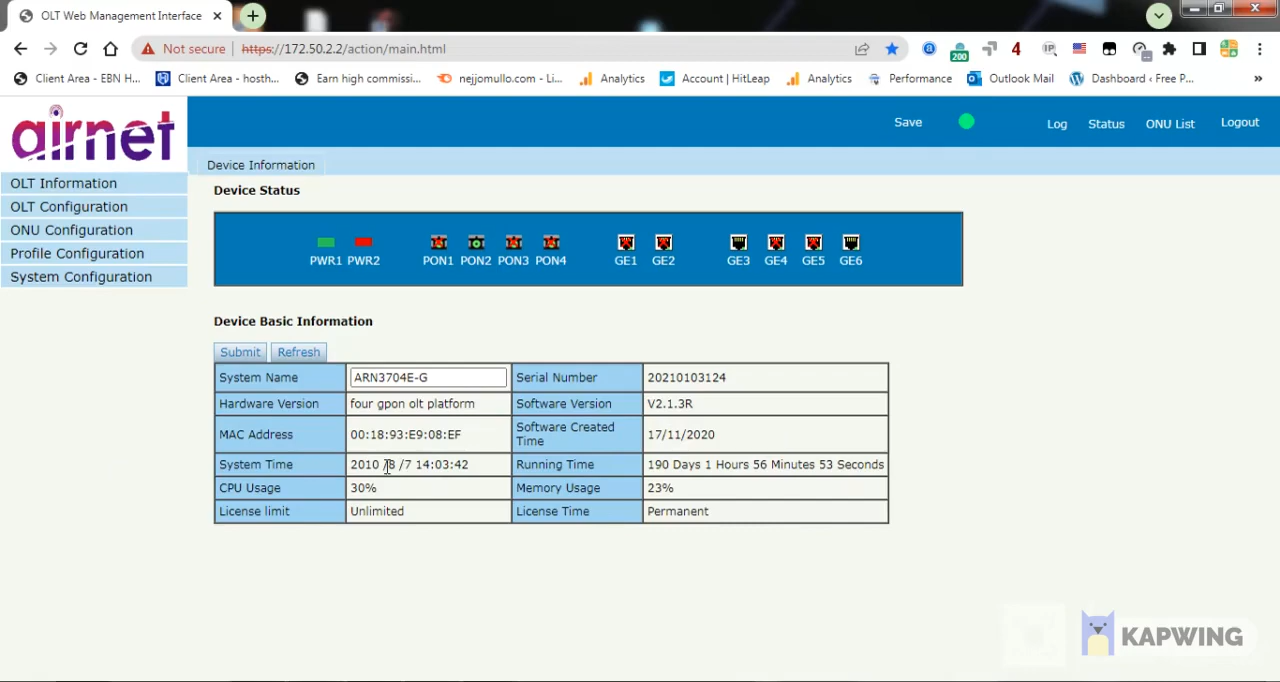 OLT Web Management Interface
Not secure https://172.50.2.2/action/main.html
200
4
IP
Client Area - EBN H...
Client Area - hosth...
Earn high commissi...
nejjomullo.com - Li...
Analytics
Account | HitLeap
Analytics
Performance
Outlook Mail
Dashboard ‹ Free P...
airnet
Save
Log
Status
ONU List
Logout
Device Information
OLT Information
OLT Configuration
ONU Configuration
Profile Configuration
System Configuration
Device Status
PWR1 PWR2 PON1 PON2 PON3 PON4 GE1 GE2 GE3 GE4 GE5 GE6
Device Basic Information
Submit Refresh
System Name ARN3704E-G Serial Number 20210103124
Hardware Version four gpon olt platform Software Version V2.1.3R
MAC Address 00:18:93:E9:08:EF Software Created Time 17/11/2020
System Time 2010 /8 /7 14:03:42 Running Time 190 Days 1 Hours 56 Minutes 53 Seconds
CPU Usage 30% Memory Usage 23%
License limit Unlimited License Time Permanent
KAPWING